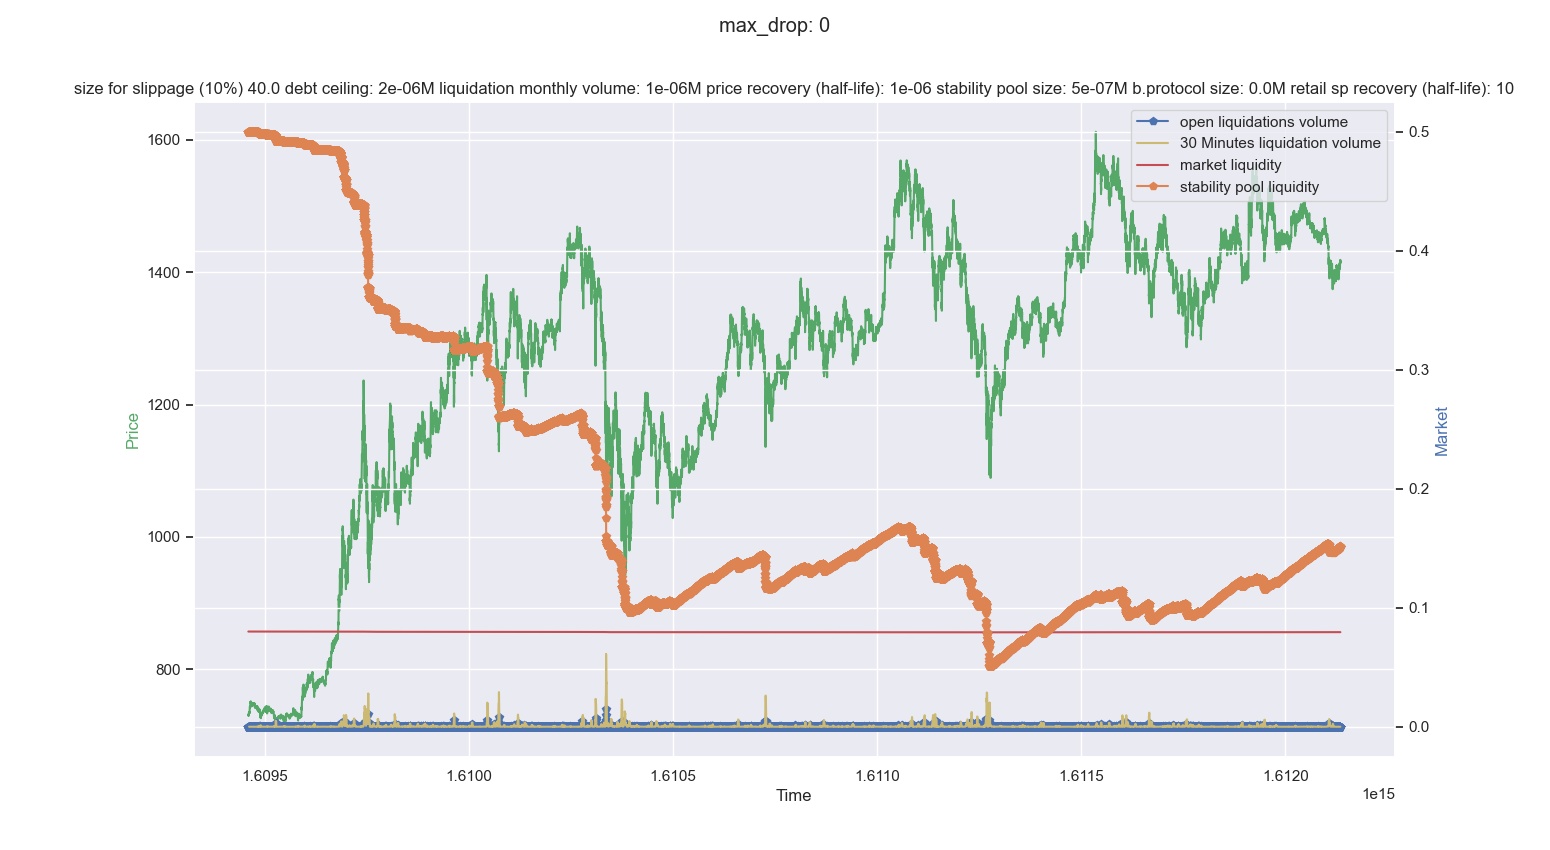 max_drop: 0
size for slippage (10%) 40.0 debt ceiling: 2e-06M liquidation monthly volume: 1e-06M price recovery (half-life): 1e-06 stability pool size: 5e-07M b.protocol size: 0.0M retail sp recovery (half-life): 10
open liquidations volume
30 Minutes liquidation volume
market liquidity
stability pool liquidity
1600
1400
1200
1000
800
Price
0.5
0.4
0.3
0.2
0.1
0.0
Market
1.6095 1.6100 1.6105 1.6110 1.6115 1.6120
Time
1e15